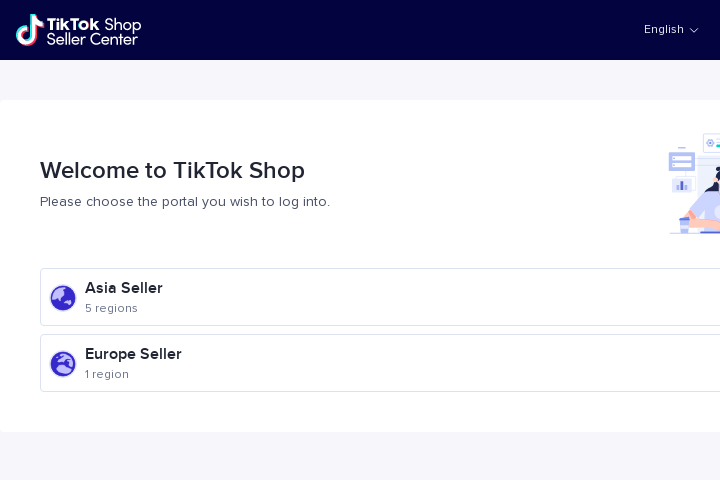 TikTok Shop
Seller Center
English
Welcome to TikTok Shop
Please choose the portal you wish to log into.
Asia Seller
5 regions
Europe Seller
1 region